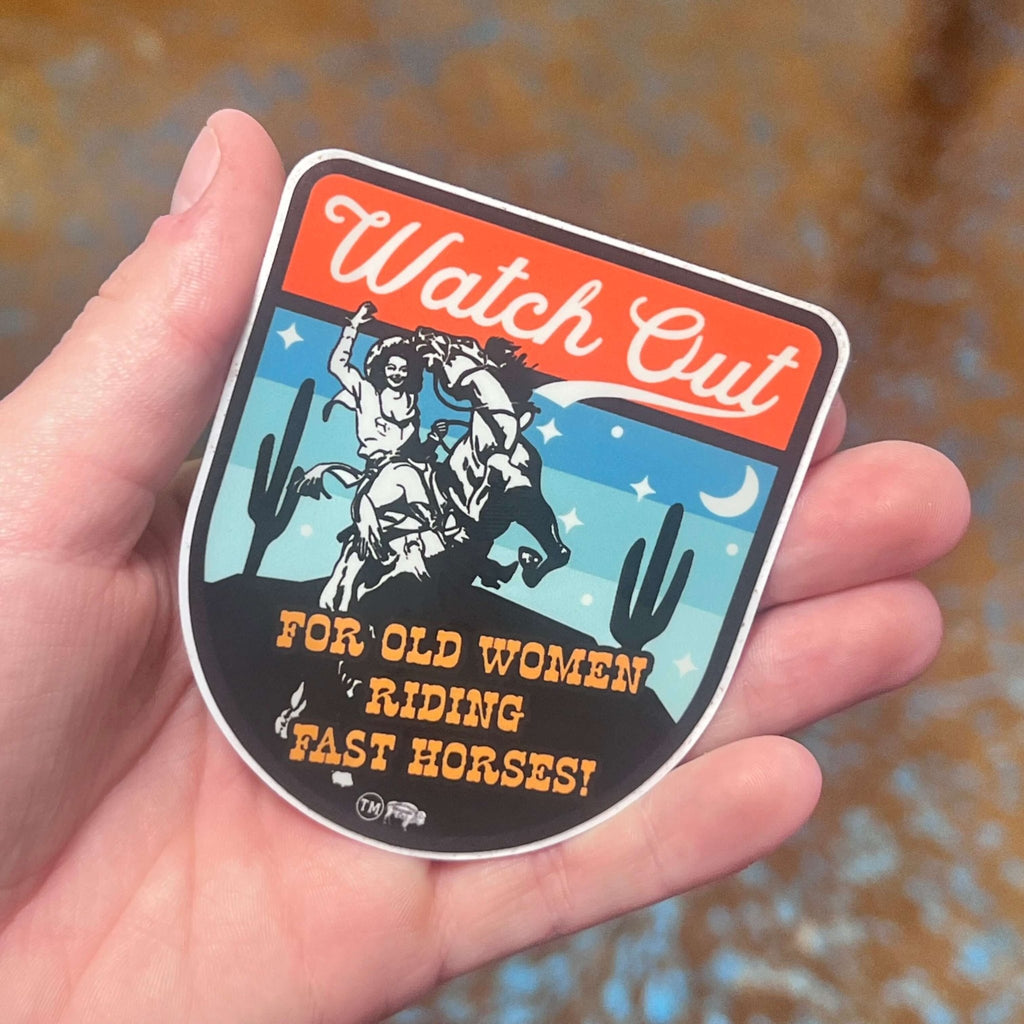 Watch Out
FOR OLD WOMEN
RIDING
FAST HORSES!
TM